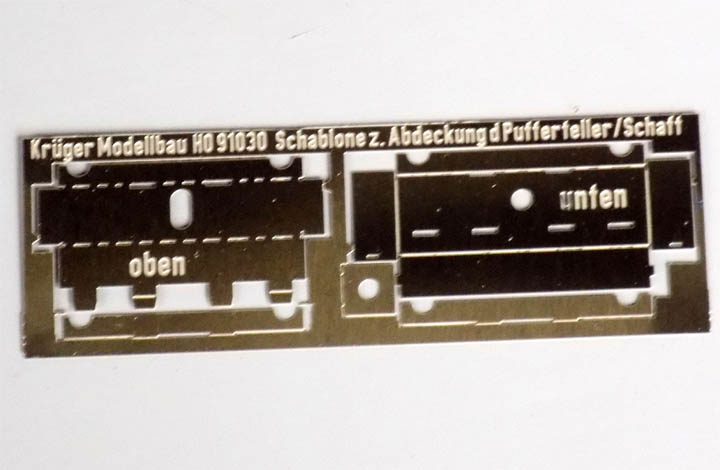 Krüger Modellbau H0 91030 Schablone z. Abdeckung d Pufferteller/Schaft
unten
oben